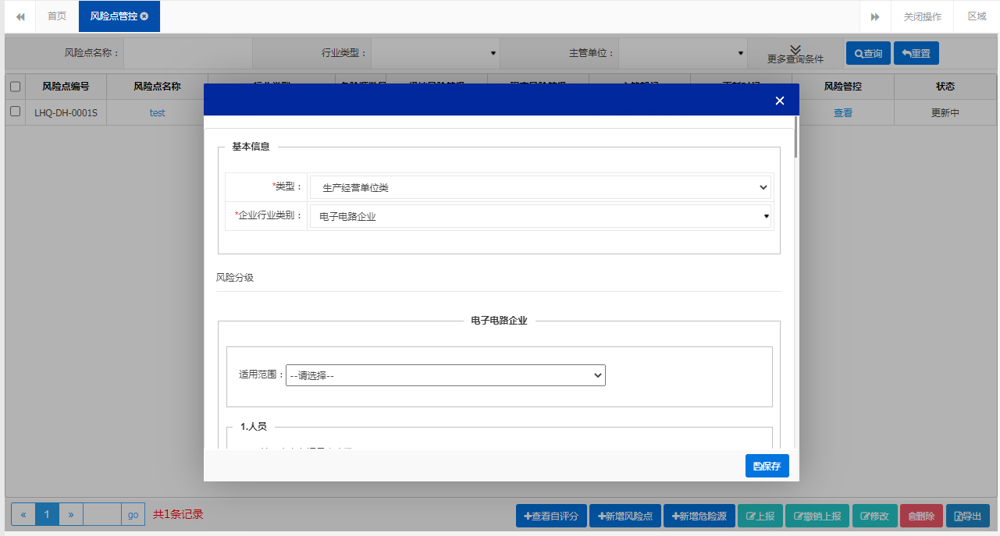 首页 风险点管控 关闭操作 区域
风险点名称： 行业类型： 主管单位： 更多查询条件 查询 重置
风险点编号 风险点名称 风险管控 状态
LHQ-DH-0001S test 查看 更新中
基本信息
*类型： 生产经营单位类
*企业行业类别： 电子电路企业
风险分级
电子电路企业
适用范围： --请选择--
1.人员
保存
« 1 » go 共1条记录 查看自评分 新增风险点 新增危险源 上报 撤销上报 修改 删除 导出